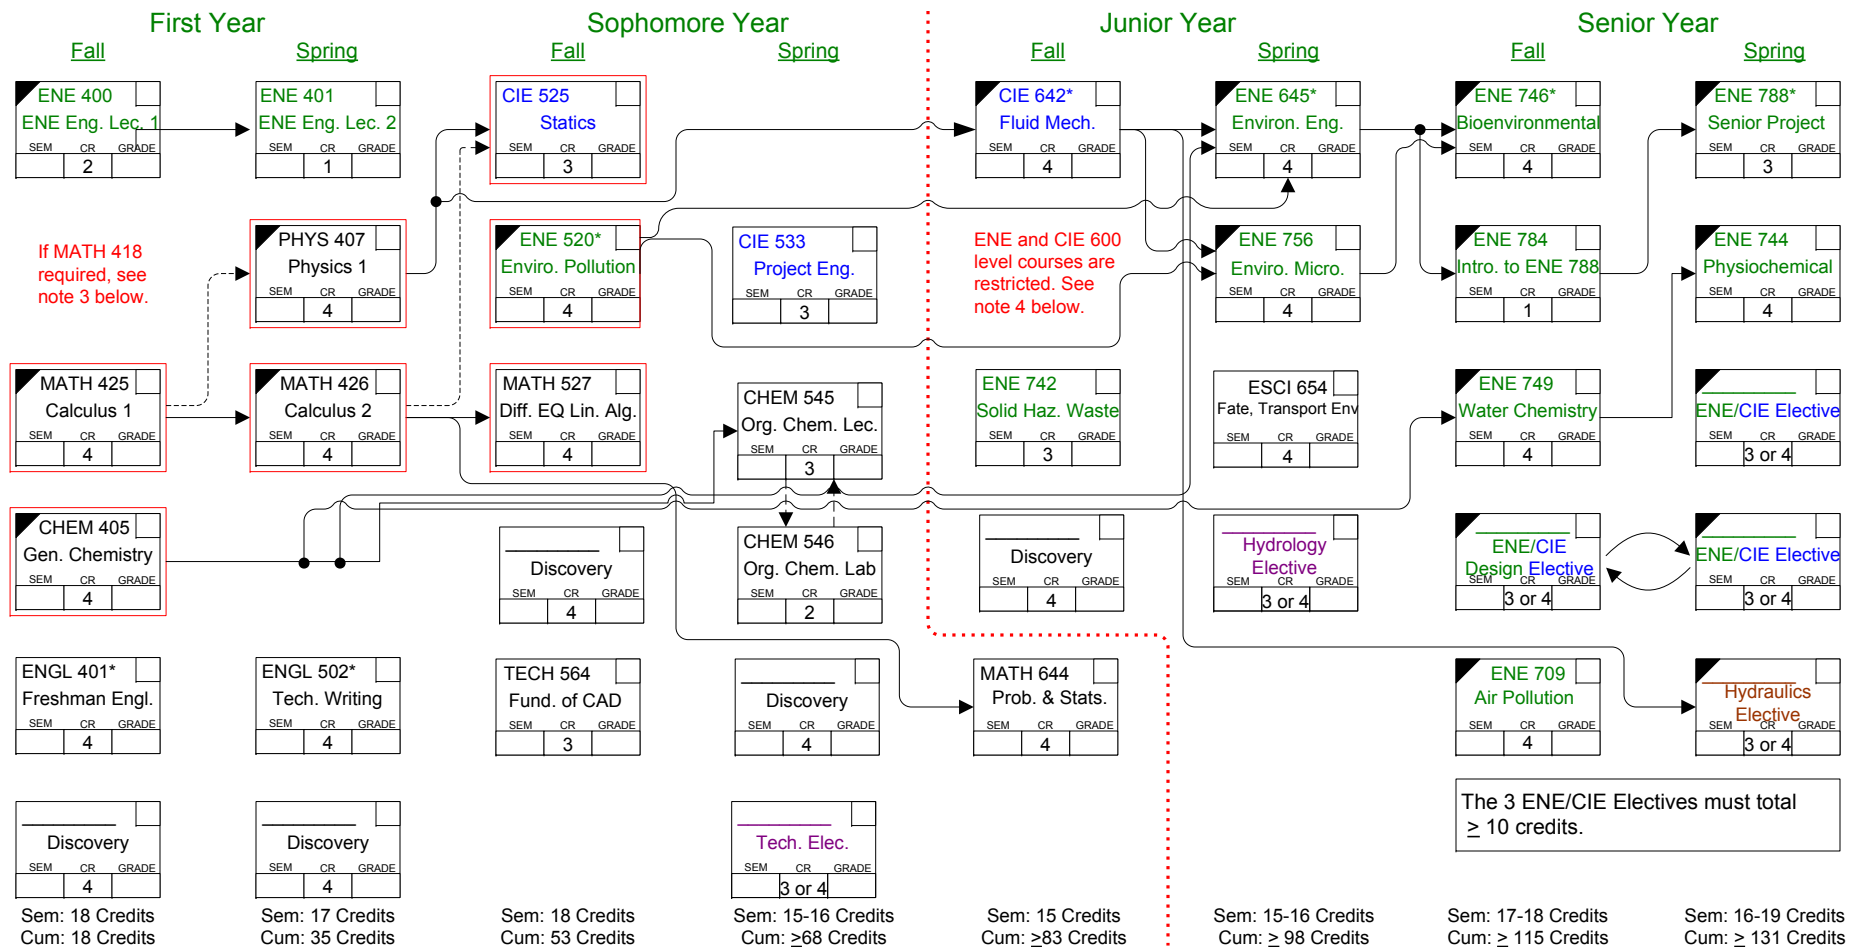 First Year
Sophomore Year
Junior Year
Senior Year
Fall
Spring
Fall
Spring
Fall
Spring
Fall
Spring
ENE 400
ENE Eng. Lec. 1
SEM CR GRADE
2
ENE 401
ENE Eng. Lec. 2
SEM CR GRADE
1
CIE 525
Statics
SEM CR GRADE
3
CIE 642*
Fluid Mech.
SEM CR GRADE
4
ENE 645*
Environ. Eng.
SEM CR GRADE
4
ENE 746*
Bioenvironmental
SEM CR GRADE
4
ENE 788*
Senior Project
SEM CR GRADE
3
If MATH 418
required, see
note 3 below.
PHYS 407
Physics 1
SEM CR GRADE
4
ENE 520*
Enviro. Pollution
SEM CR GRADE
4
CIE 533
Project Eng.
SEM CR GRADE
3
ENE and CIE 600
level courses are
restricted. See
note 4 below.
ENE 756
Enviro. Micro.
SEM CR GRADE
4
ENE 784
Intro. to ENE 788
SEM CR GRADE
1
ENE 744
Physiochemical
SEM CR GRADE
4
MATH 425
Calculus 1
SEM CR GRADE
4
MATH 426
Calculus 2
SEM CR GRADE
4
MATH 527
Diff. EQ Lin. Alg.
SEM CR GRADE
4
CHEM 545
Org. Chem. Lec.
SEM CR GRADE
3
ENE 742
Solid Haz. Waste
SEM CR GRADE
3
ESCI 654
Fate, Transport Env
SEM CR GRADE
4
ENE 749
Water Chemistry
SEM CR GRADE
4
ENE/CIE Elective
SEM CR GRADE
3 or 4
CHEM 405
Gen. Chemistry
SEM CR GRADE
4
Discovery
SEM CR GRADE
4
CHEM 546
Org. Chem. Lab
SEM CR GRADE
2
Discovery
SEM CR GRADE
4
Hydrology
Elective
SEM CR GRADE
3 or 4
ENE/CIE
Design Elective
SEM CR GRADE
3 or 4
ENE/CIE Elective
SEM CR GRADE
3 or 4
ENGL 401*
Freshman Engl.
SEM CR GRADE
4
ENGL 502*
Tech. Writing
SEM CR GRADE
4
TECH 564
Fund. of CAD
SEM CR GRADE
3
Discovery
SEM CR GRADE
4
MATH 644
Prob. & Stats.
SEM CR GRADE
4
ENE 709
Air Pollution
SEM CR GRADE
4
Hydraulics
Elective
SEM CR GRADE
3 or 4
Discovery
SEM CR GRADE
4
Discovery
SEM CR GRADE
4
Tech. Elec.
SEM CR GRADE
3 or 4
The 3 ENE/CIE Electives must total
≥ 10 credits.
Sem: 18 Credits
Cum: 18 Credits
Sem: 17 Credits
Cum: 35 Credits
Sem: 18 Credits
Cum: 53 Credits
Sem: 15-16 Credits
Cum: ≥68 Credits
Sem: 15 Credits
Cum: ≥83 Credits
Sem: 15-16 Credits
Cum: ≥ 98 Credits
Sem: 17-18 Credits
Cum: ≥ 115 Credits
Sem: 16-19 Credits
Cum: ≥ 131 Credits